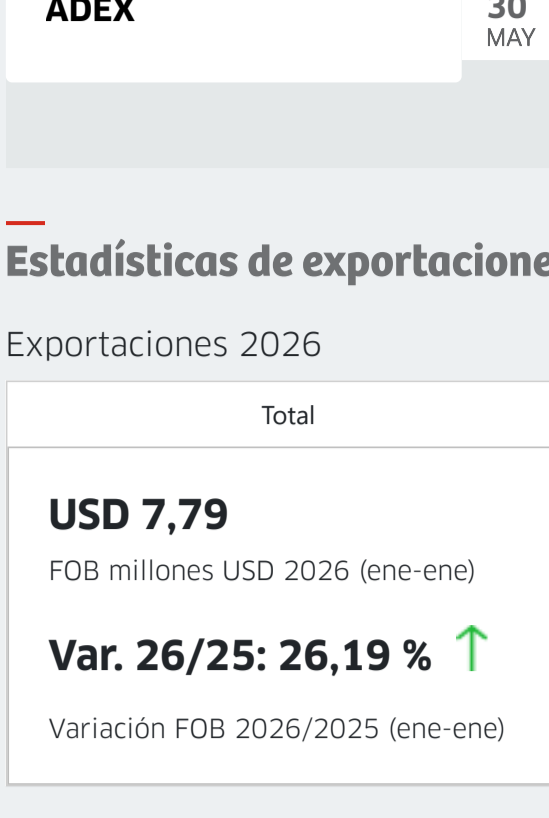 ADEX
30
MAY
Estadísticas de exportacione
Exportaciones 2026
Total
USD 7,79
FOB millones USD 2026 (ene-ene)
Var. 26/25: 26,19 %
Variación FOB 2026/2025 (ene-ene)